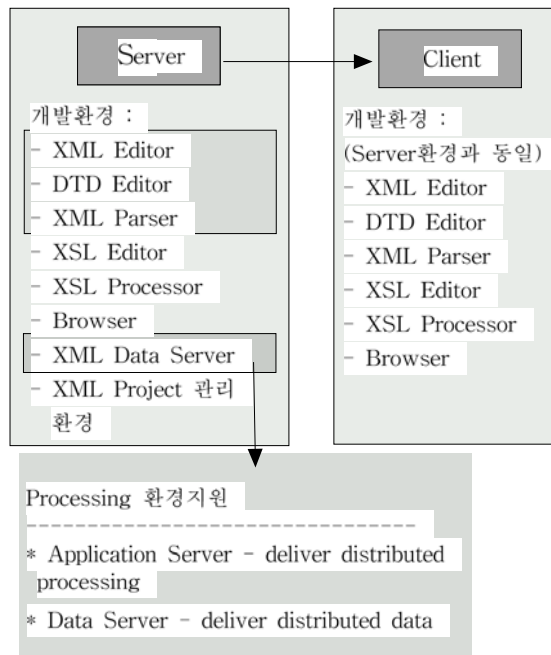 Server
개발환경 :
- XML Editor
- DTD Editor
- XML Parser
- XSL Editor
- XSL Processor
- Browser
- XML Data Server
- XML Project 관리
환경
Client
개발환경 :
(Server환경과 동일)
- XML Editor
- DTD Editor
- XML Parser
- XSL Editor
- XSL Processor
- Browser
Processing 환경지원
--------------------------------
* Application Server - deliver distributed
processing
* Data Server - deliver distributed data